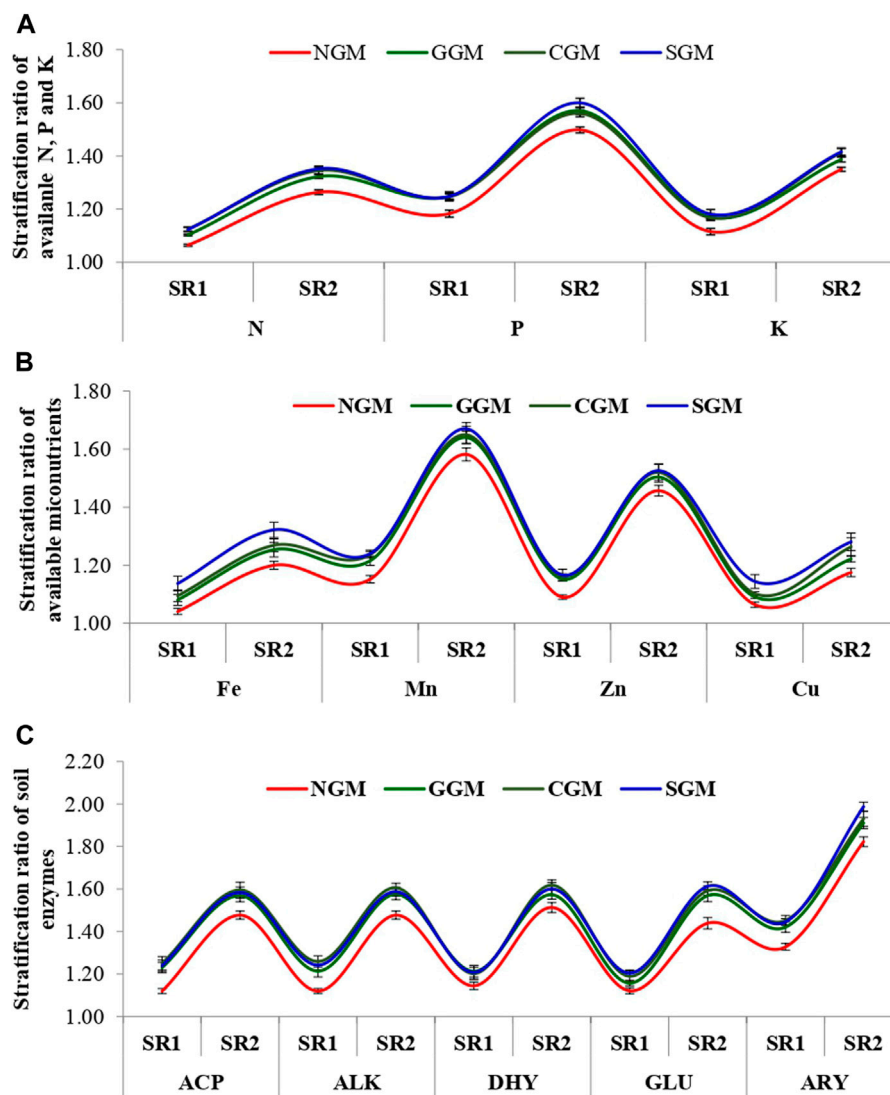 A
Stratification ratio of
availanle N, P and K
1.80
1.60
1.40
1.20
1.00
NGM GGM CGM SGM
SR1 SR2 SR1 SR2 SR1 SR2
N P K
B
Stratification ratio of
available miconutrients
1.80
1.60
1.40
1.20
1.00
NGM GGM CGM SGM
SR1 SR2 SR1 SR2 SR1 SR2 SR1 SR2
Fe Mn Zn Cu
C
Stratification ratio of soil
enzymes
2.20
2.00
1.80
1.60
1.40
1.20
1.00
NGM GGM CGM SGM
SR1 SR2 SR1 SR2 SR1 SR2 SR1 SR2 SR1 SR2
ACP ALK DHY GLU ARY